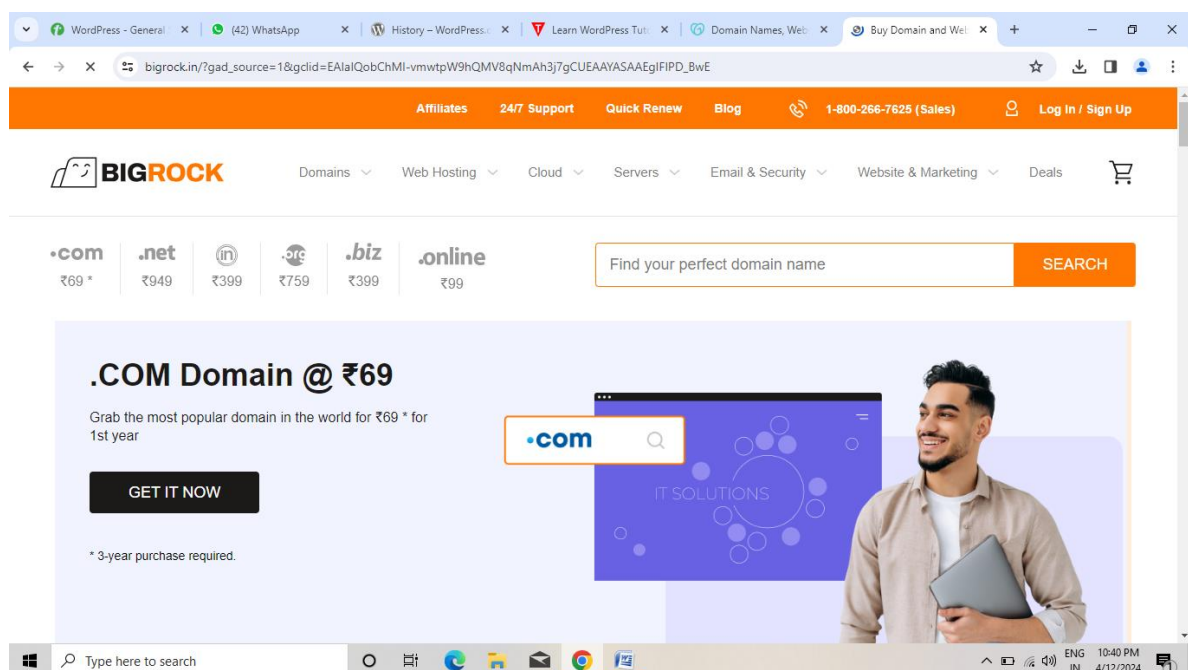 WordPress - General
(42) WhatsApp
History – WordPress.c
Learn WordPress Tuto
Domain Names, Web
Buy Domain and Wel
bigrock.in/?gad_source=1&gclid=EAIaIQobChMI-vmwtpW9hQMV8qNmAh3j7gCUEAAYASAAEgIFIPD_BwE
Affiliates 24/7 Support Quick Renew Blog 1-800-266-7625 (Sales) Log In / Sign Up
BIGROCK Domains Web Hosting Cloud Servers Email & Security Website & Marketing Deals
.com .net in .org .biz .online
₹69 * ₹949 ₹399 ₹759 ₹399 ₹99
Find your perfect domain name SEARCH
.COM Domain @ ₹69
Grab the most popular domain in the world for ₹69 * for
1st year
GET IT NOW
* 3-year purchase required.
.com
IT SOLUTIONS
Type here to search
ENG 10:40 PM
IN 4/12/2024
1